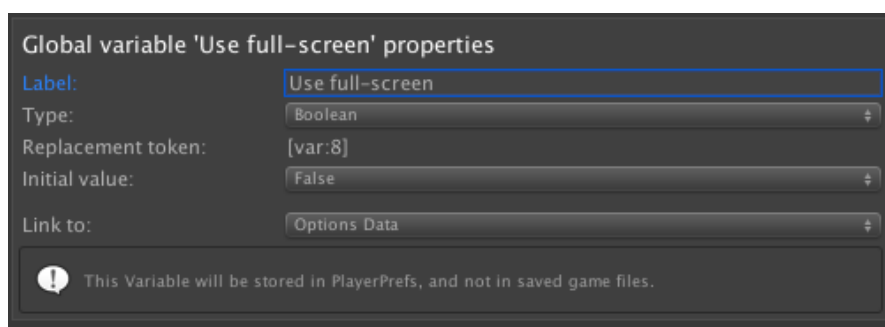 Global variable 'Use full-screen' properties
Label: Use full-screen
Type: Boolean
Replacement token: [var:8]
Initial value: False
Link to: Options Data
This Variable will be stored in PlayerPrefs, and not in saved game files.